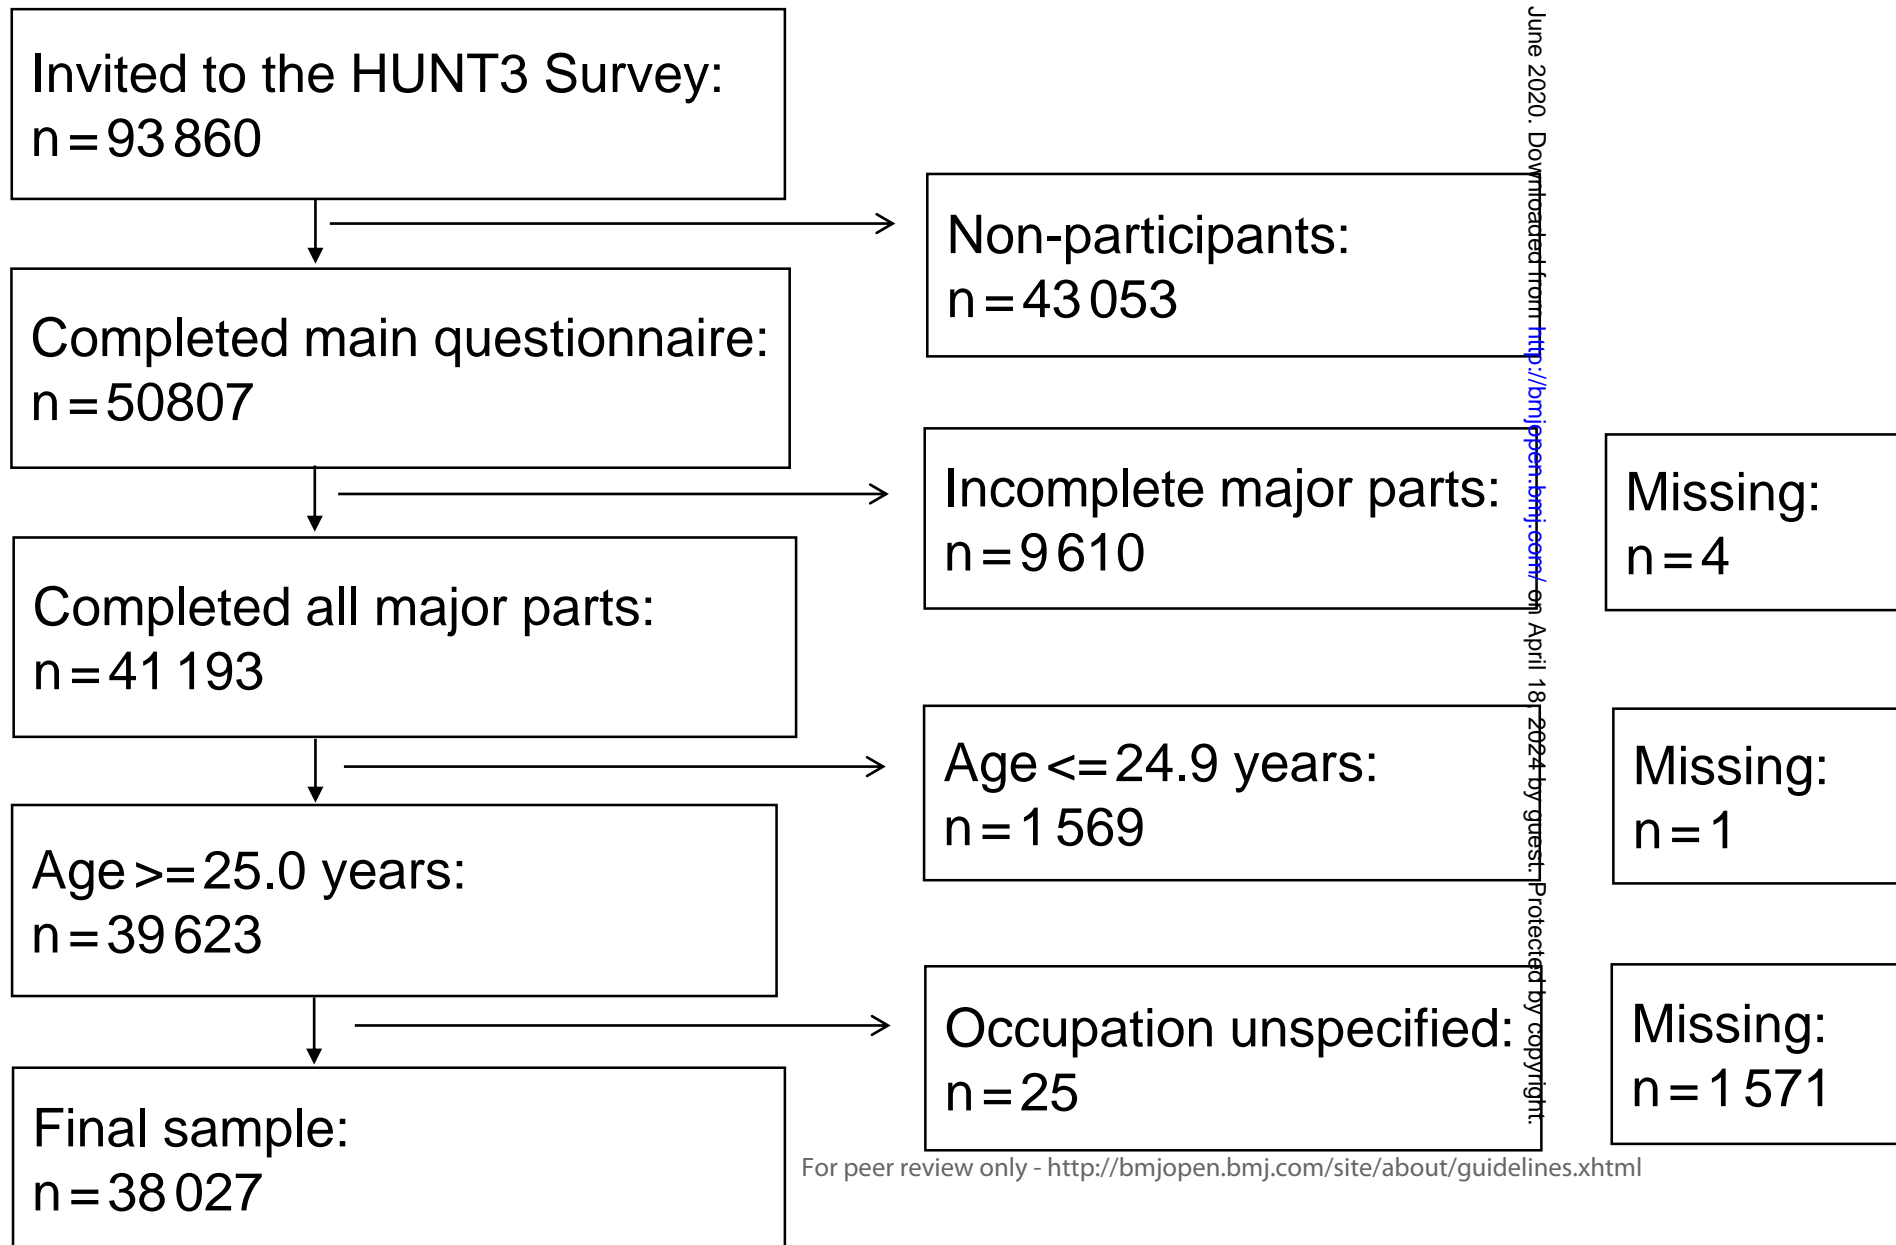 Invited to the HUNT3 Survey:
n = 93 860
Non-participants:
n = 43 053
Completed main questionnaire:
n = 50807
Incomplete major parts:
n = 9 610
Missing:
n = 4
Completed all major parts:
n = 41 193
Age <= 24.9 years:
n = 1 569
Missing:
n = 1
Age >= 25.0 years:
n = 39 623
Occupation unspecified:
n = 25
Missing:
n = 1 571
Final sample:
n = 38 027
For peer review only - http://bmjopen.bmj.com/site/about/guidelines.xhtml
June 2020. Downloaded from http://bmjopen.bmj.com/ on April 18, 2024 by guest. Protected by copyright.